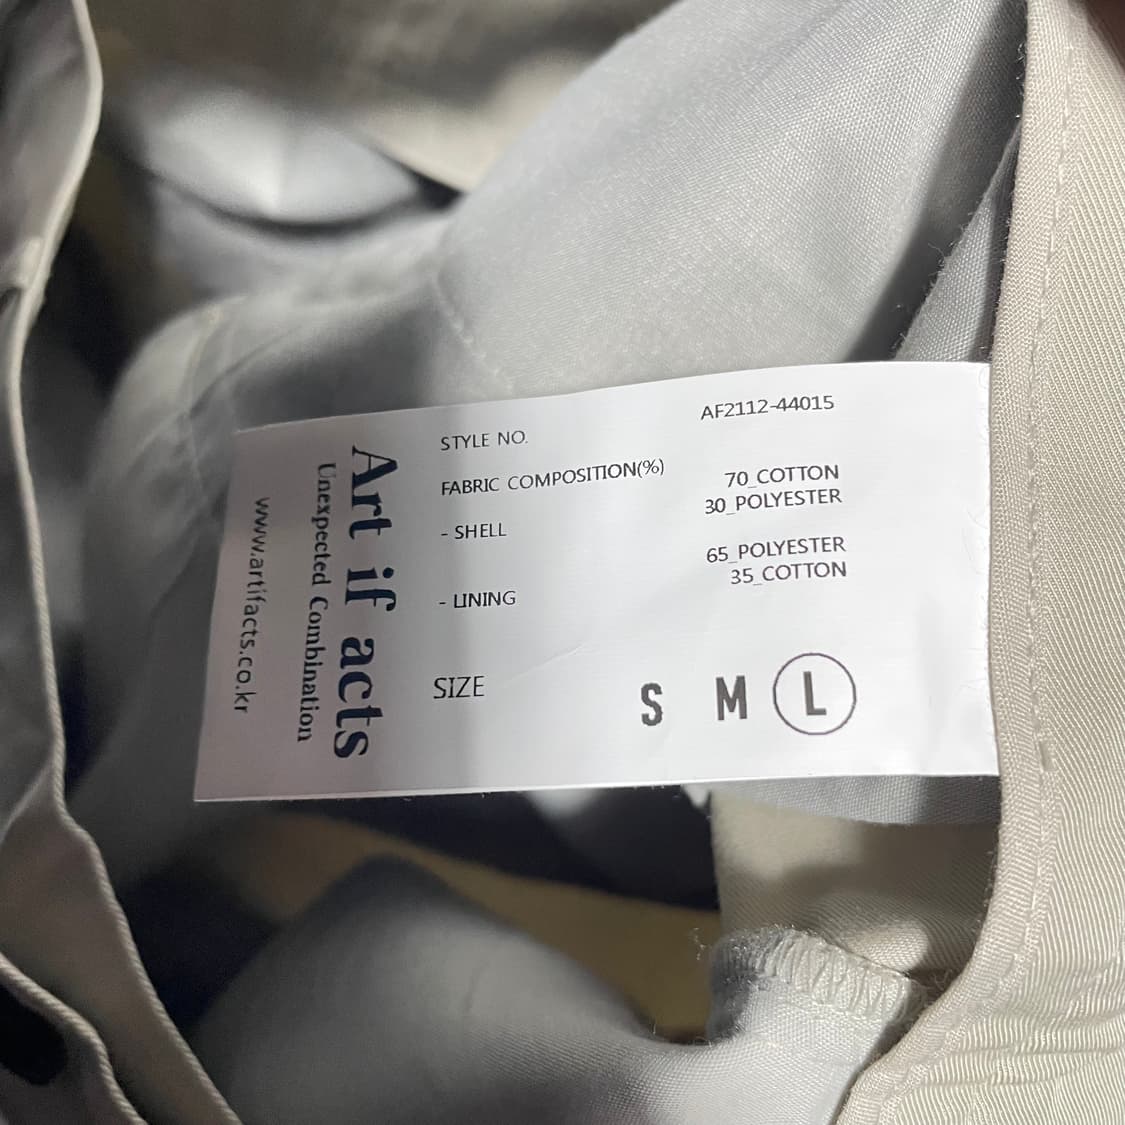 Art if acts
Unexpected Combination
www.artifacts.co.kr
STYLE NO. AF2112-44015
FABRIC COMPOSITION(%)
- SHELL 70_COTTON
30_POLYESTER
- LINING 65_POLYESTER
35_COTTON
SIZE S M L